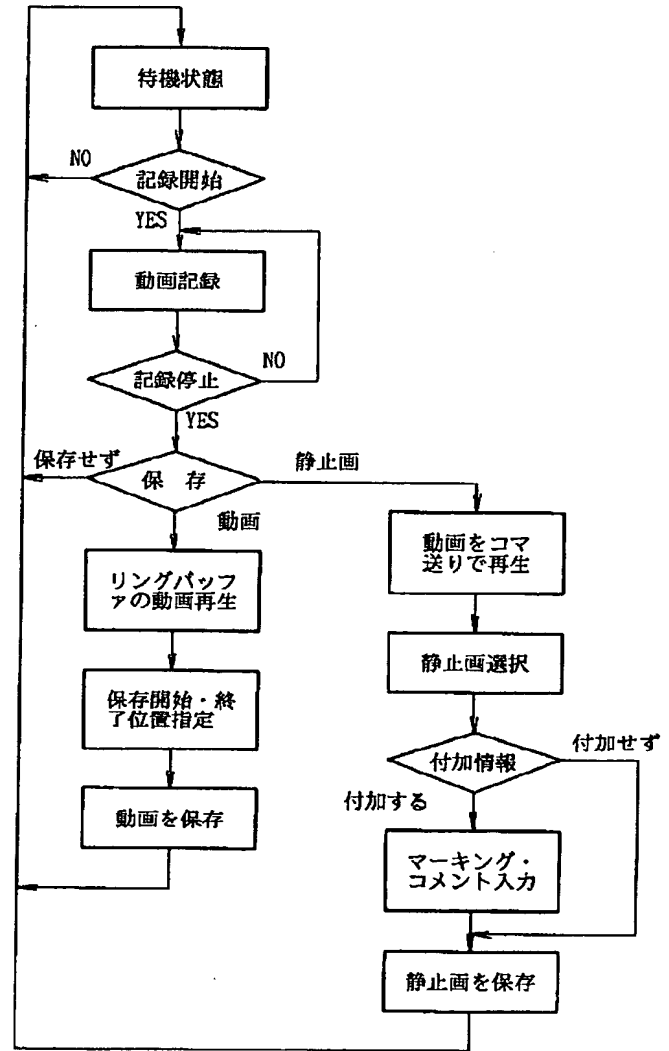 待機状態
NO
記録開始
YES
動画記録
NO
記録停止
YES
保存せず
保 存
静止画
動画
リングバッフ
ァの動画再生
動画をコマ
送りで再生
保存開始・終
了位置指定
静止画選択
動画を保存
付加情報
付加せず
付加する
マーキング・
コメント入力
静止画を保存